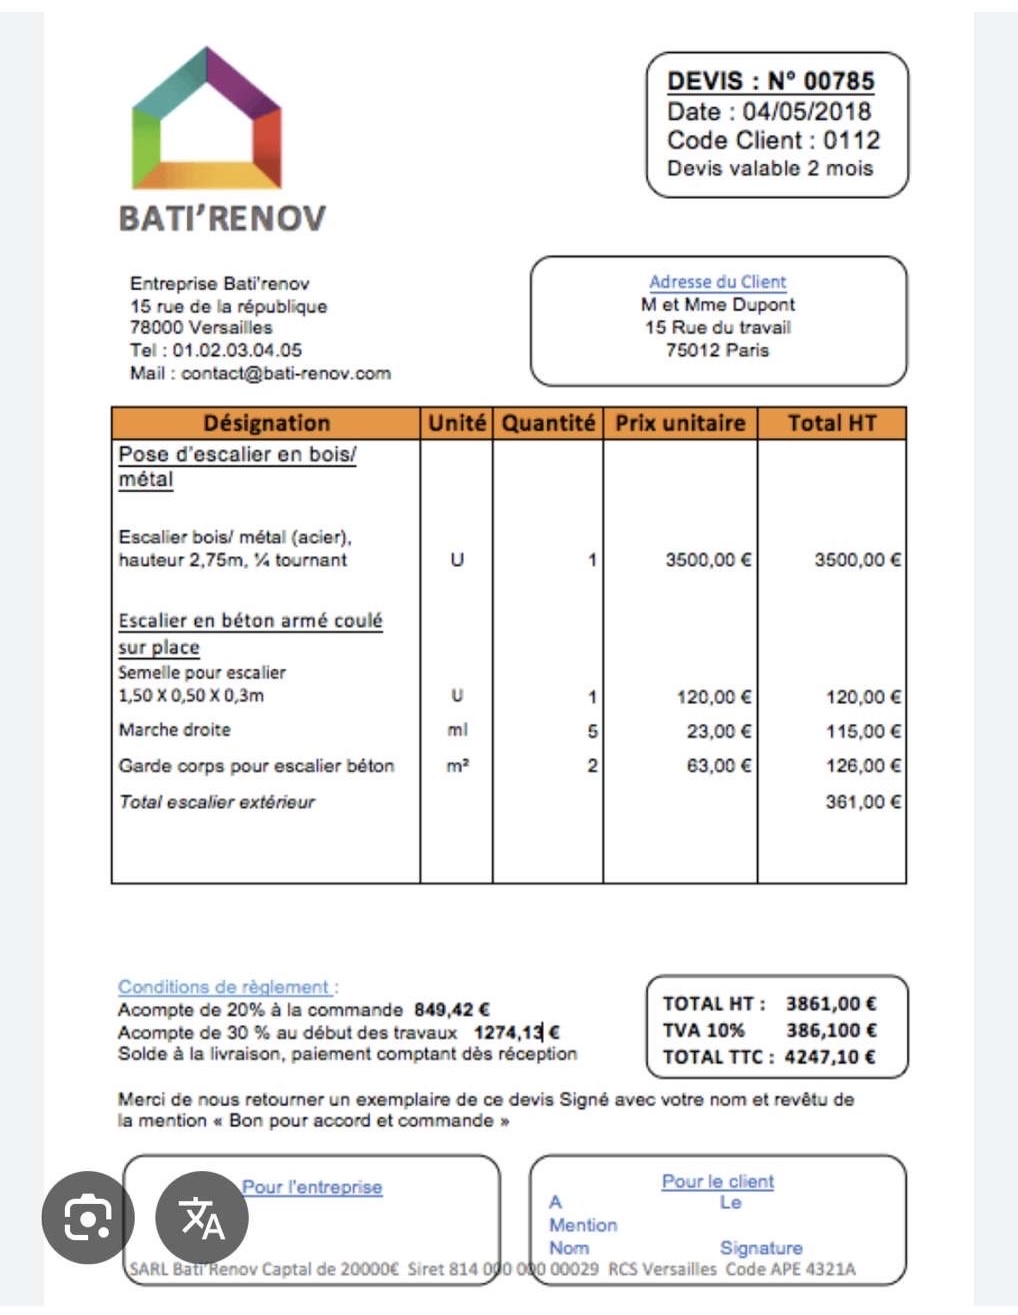 DEVIS : N° 00785
Date : 04/05/2018
Code Client : 0112
Devis valable 2 mois
BATI'RENOV
Entreprise Bati'renov
15 rue de la république
78000 Versailles
Tel : 01.02.03.04.05
Mail : contact@bati-renov.com
Adresse du Client
M et Mme Dupont
15 Rue du travail
75012 Paris
Désignation Unité Quantité Prix unitaire Total HT
Pose d'escalier en bois/
métal
Escalier bois/ métal (acier),
hauteur 2,75m, ¼ tournant U 1 3500,00 € 3500,00 €
Escalier en béton armé coulé
sur place
Semelle pour escalier
1,50 X 0,50 X 0,3m U 1 120,00 € 120,00 €
Marche droite ml 5 23,00 € 115,00 €
Garde corps pour escalier béton m² 2 63,00 € 126,00 €
Total escalier extérieur 361,00 €
Conditions de règlement :
Acompte de 20% à la commande 849,42 €
Acompte de 30 % au début des travaux 1274,13 €
Solde à la livraison, paiement comptant dès réception
TOTAL HT : 3861,00 €
TVA 10% 386,100 €
TOTAL TTC : 4247,10 €
Merci de nous retourner un exemplaire de ce devis Signé avec votre nom et revêtu de
la mention « Bon pour accord et commande »
Pour l'entreprise
Pour le client
A Le
Mention
Nom Signature
SARL Bati'Renov Captal de 20000€ Siret 814 000 000 00029 RCS Versailles Code APE 4321A